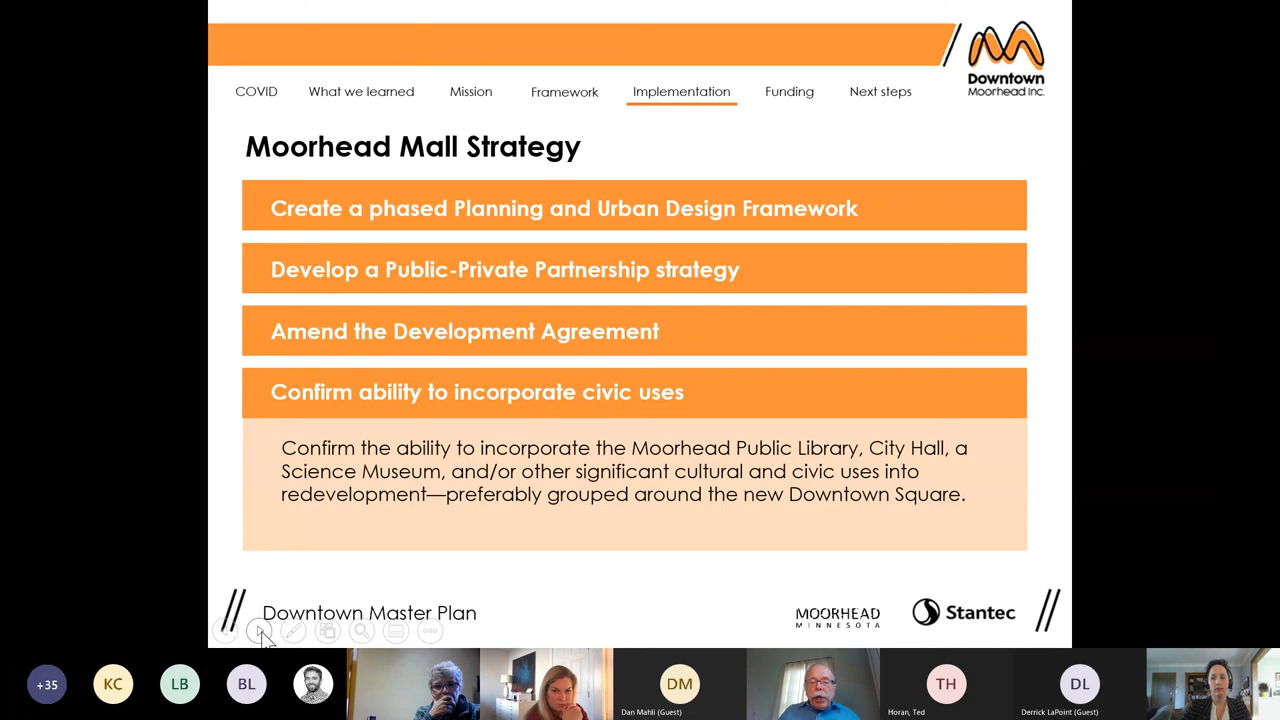 Downtown
Moorhead Inc.
COVID What we learned Mission Framework Implementation Funding Next steps
Moorhead Mall Strategy
Create a phased Planning and Urban Design Framework
Develop a Public-Private Partnership strategy
Amend the Development Agreement
Confirm ability to incorporate civic uses
Confirm the ability to incorporate the Moorhead Public Library, City Hall, a
Science Museum, and/or other significant cultural and civic uses into
redevelopment—preferably grouped around the new Downtown Square.
// Downtown Master Plan
MOORHEAD
MINNESOTA
Stantec //
+35 KC LB BL DM TH DL
Dan Mahli (Guest) Horan, Ted Derrick LaPoint (Guest)